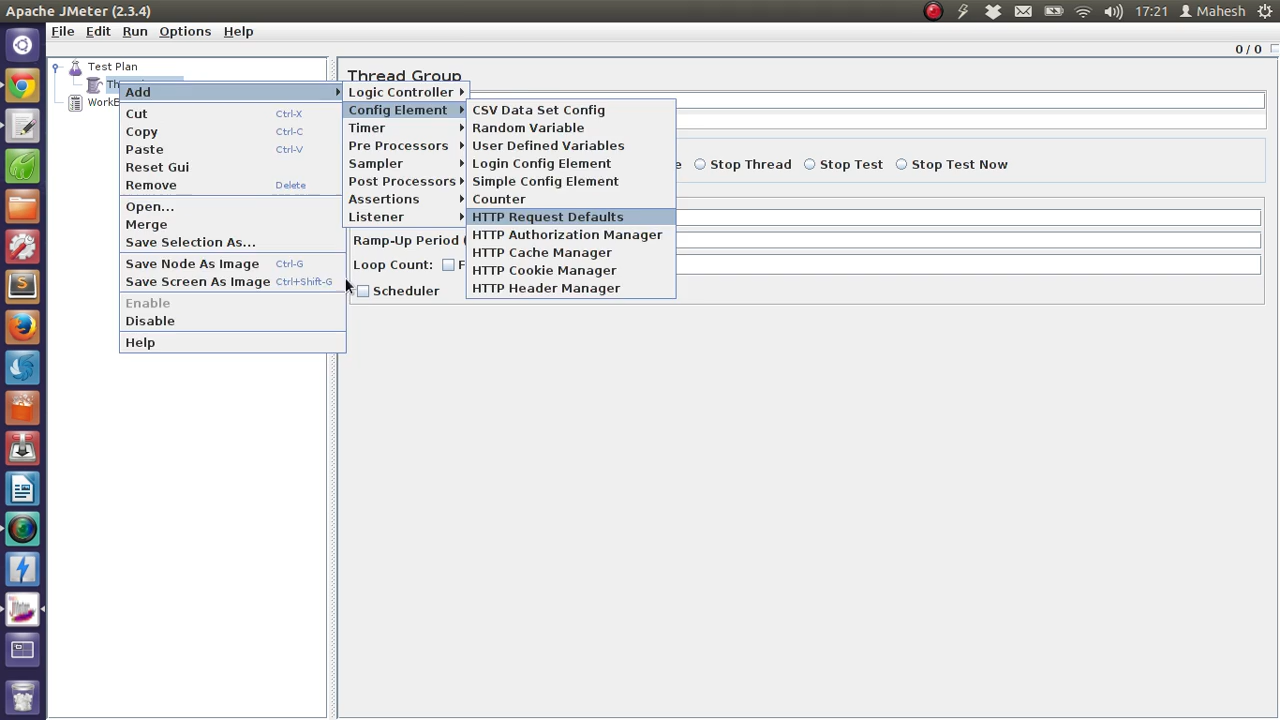 Apache JMeter (2.3.4)
17:21
Mahesh
File Edit Run Options Help
0 / 0
Test Plan
Th
WorkB
Add
Cut Ctrl-X
Copy Ctrl-C
Paste Ctrl-V
Reset Gui
Remove Delete
Open...
Merge
Save Selection As...
Save Node As Image Ctrl-G
Save Screen As Image Ctrl+Shift-G
Enable
Disable
Help
Logic Controller
Config Element
Timer
Pre Processors
Sampler
Post Processors
Assertions
Listener
CSV Data Set Config
Random Variable
User Defined Variables
Login Config Element
Simple Config Element
Counter
HTTP Request Defaults
HTTP Authorization Manager
HTTP Cache Manager
HTTP Cookie Manager
HTTP Header Manager
Thread Group
e Stop Thread Stop Test Stop Test Now
Ramp-Up Period (
Loop Count: F
Scheduler